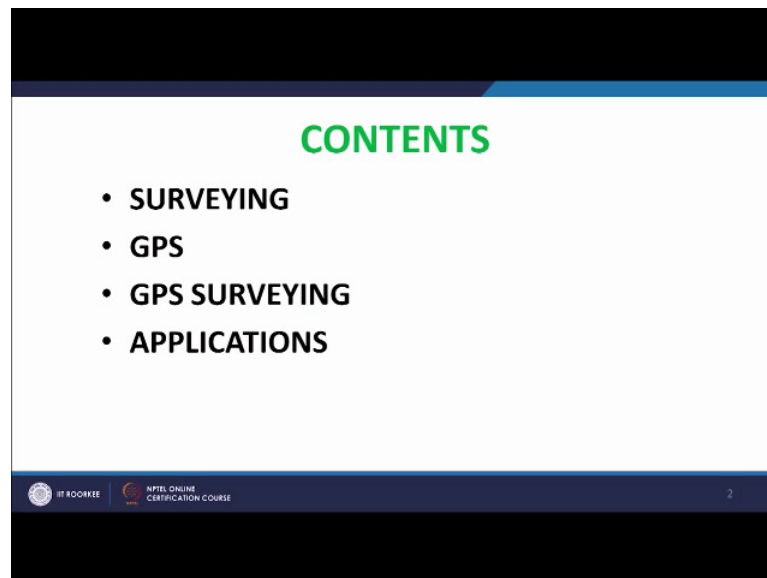 CONTENTS
• SURVEYING
• GPS
• GPS SURVEYING
• APPLICATIONS
IIT ROORKEE
NPTEL ONLINE
CERTIFICATION COURSE
2